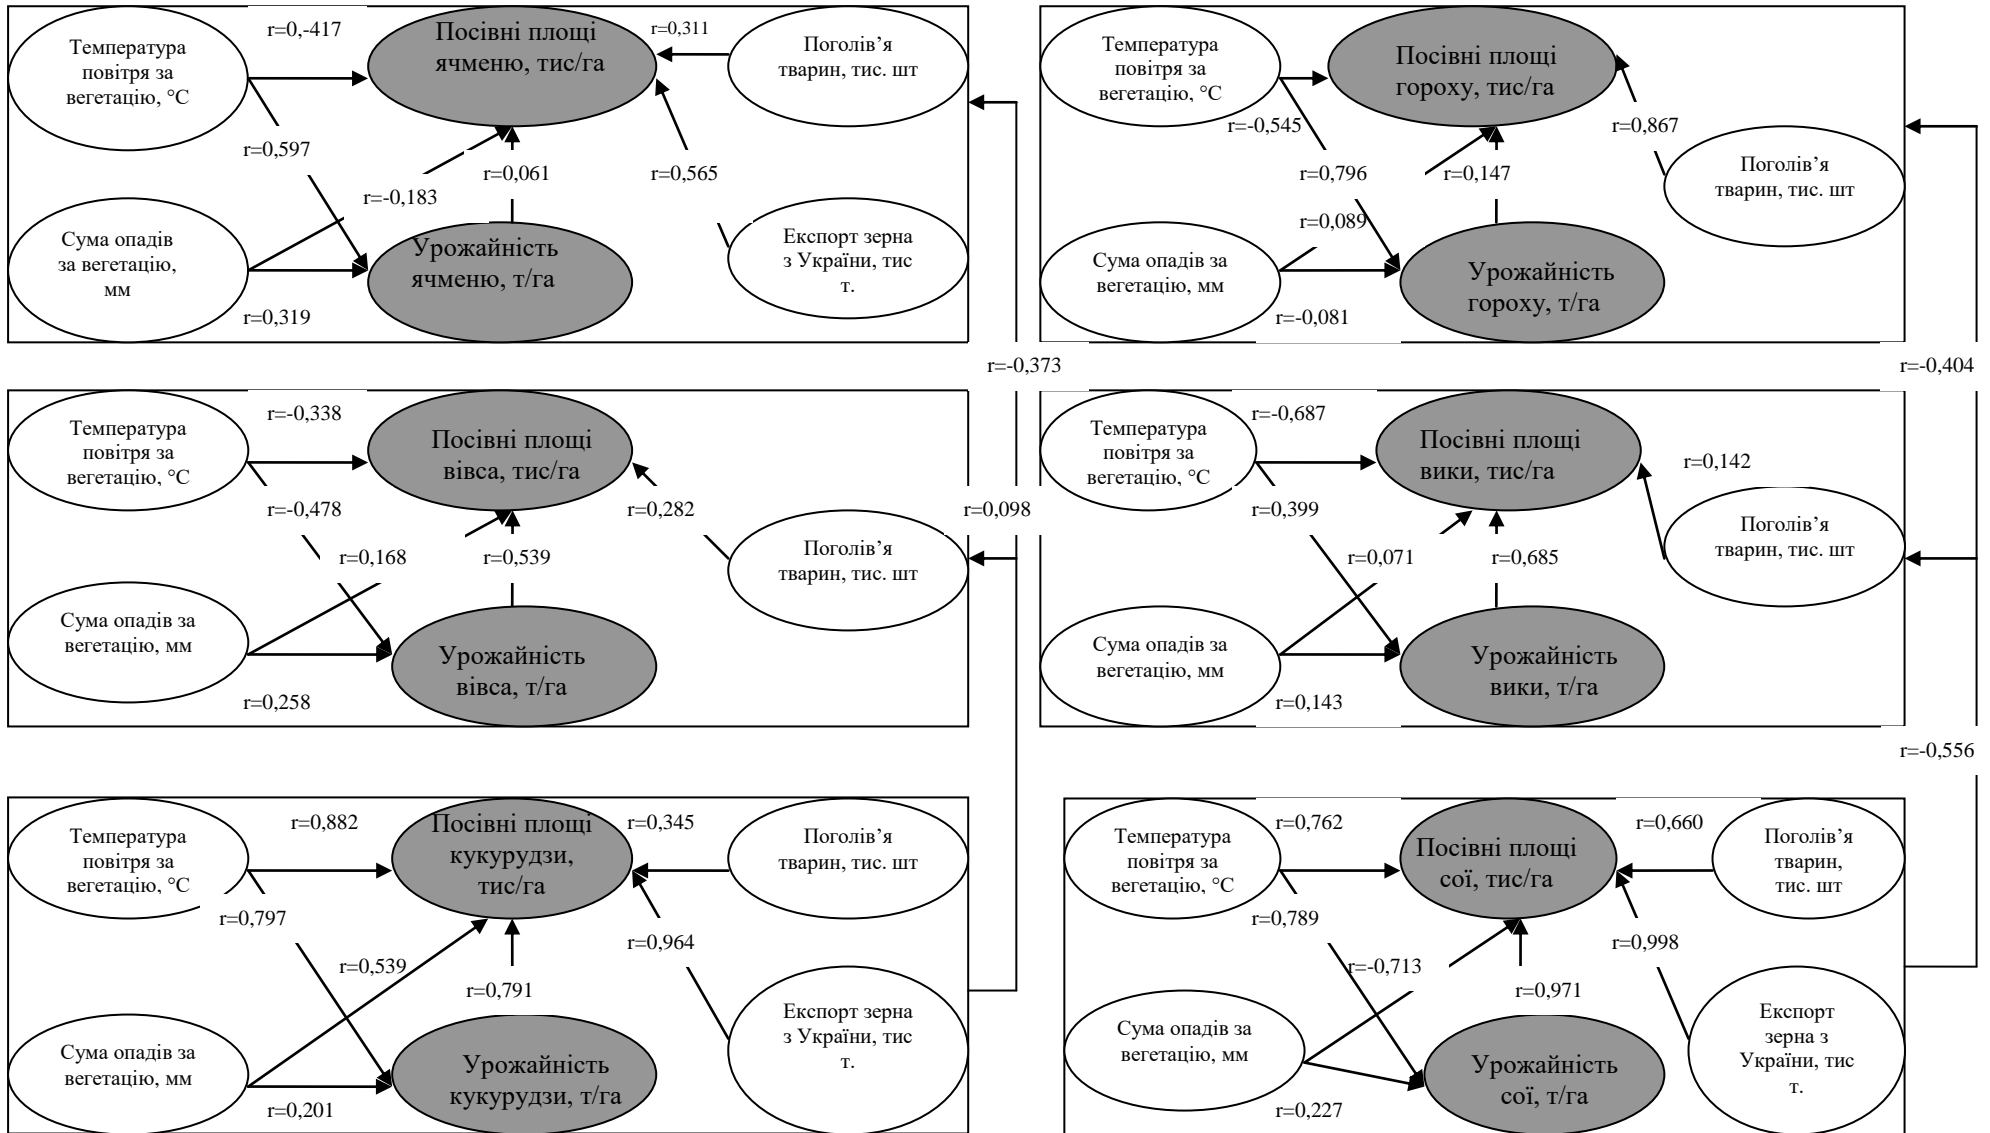 r=0,-417
Температура
повітря за
вегетацію, °С
Посівні площі
ячменю, тис/га
r=0,311
Поголів’я
тварин, тис. шт
r=0,597
r=-0,183
r=0,061
r=0,565
Сума опадів
за вегетацію,
мм
r=0,319
Урожайність
ячменю, т/га
Експорт зерна
з України, тис
т.
Температура
повітря за
вегетацію, °С
Посівні площі
гороху, тис/га
r=-0,545
r=0,867
r=0,796
r=0,147
Поголів’я
тварин, тис. шт
r=0,089
Сума опадів за
вегетацію, мм
r=-0,081
Урожайність
гороху, т/га
r=-0,373
r=-0,404
r=-0,338
Температура
повітря за
вегетацію, °С
Посівні площі
вівса, тис/га
r=-0,478
r=0,282
r=0,168
r=0,539
Поголів’я
тварин, тис. шт
Сума опадів за
вегетацію, мм
r=0,258
Урожайність
вівса, т/га
r=0,098
r=-0,687
Температура
повітря за
вегетацію, °С
Посівні площі
вики, тис/га
r=0,142
r=0,399
r=0,071
r=0,685
Поголів’я
тварин, тис. шт
Сума опадів за
вегетацію, мм
r=0,143
Урожайність
вики, т/га
r=-0,556
r=0,882
Температура
повітря за
вегетацію, °С
Посівні площі
кукурудзи,
тис/га
r=0,345
Поголів’я
тварин, тис. шт
r=0,797
r=0,964
r=0,539
r=0,791
Сума опадів за
вегетацію, мм
r=0,201
Урожайність
кукурудзи, т/га
Експорт зерна
з України, тис
т.
r=0,762
Температура
повітря за
вегетацію, °С
Посівні площі
сої, тис/га
r=0,660
Поголів’я
тварин,
тис. шт
r=0,789
r=0,998
r=-0,713
r=0,971
Сума опадів за
вегетацію, мм
r=0,227
Урожайність
сої, т/га
Експорт
зерна з
України, тис
т.